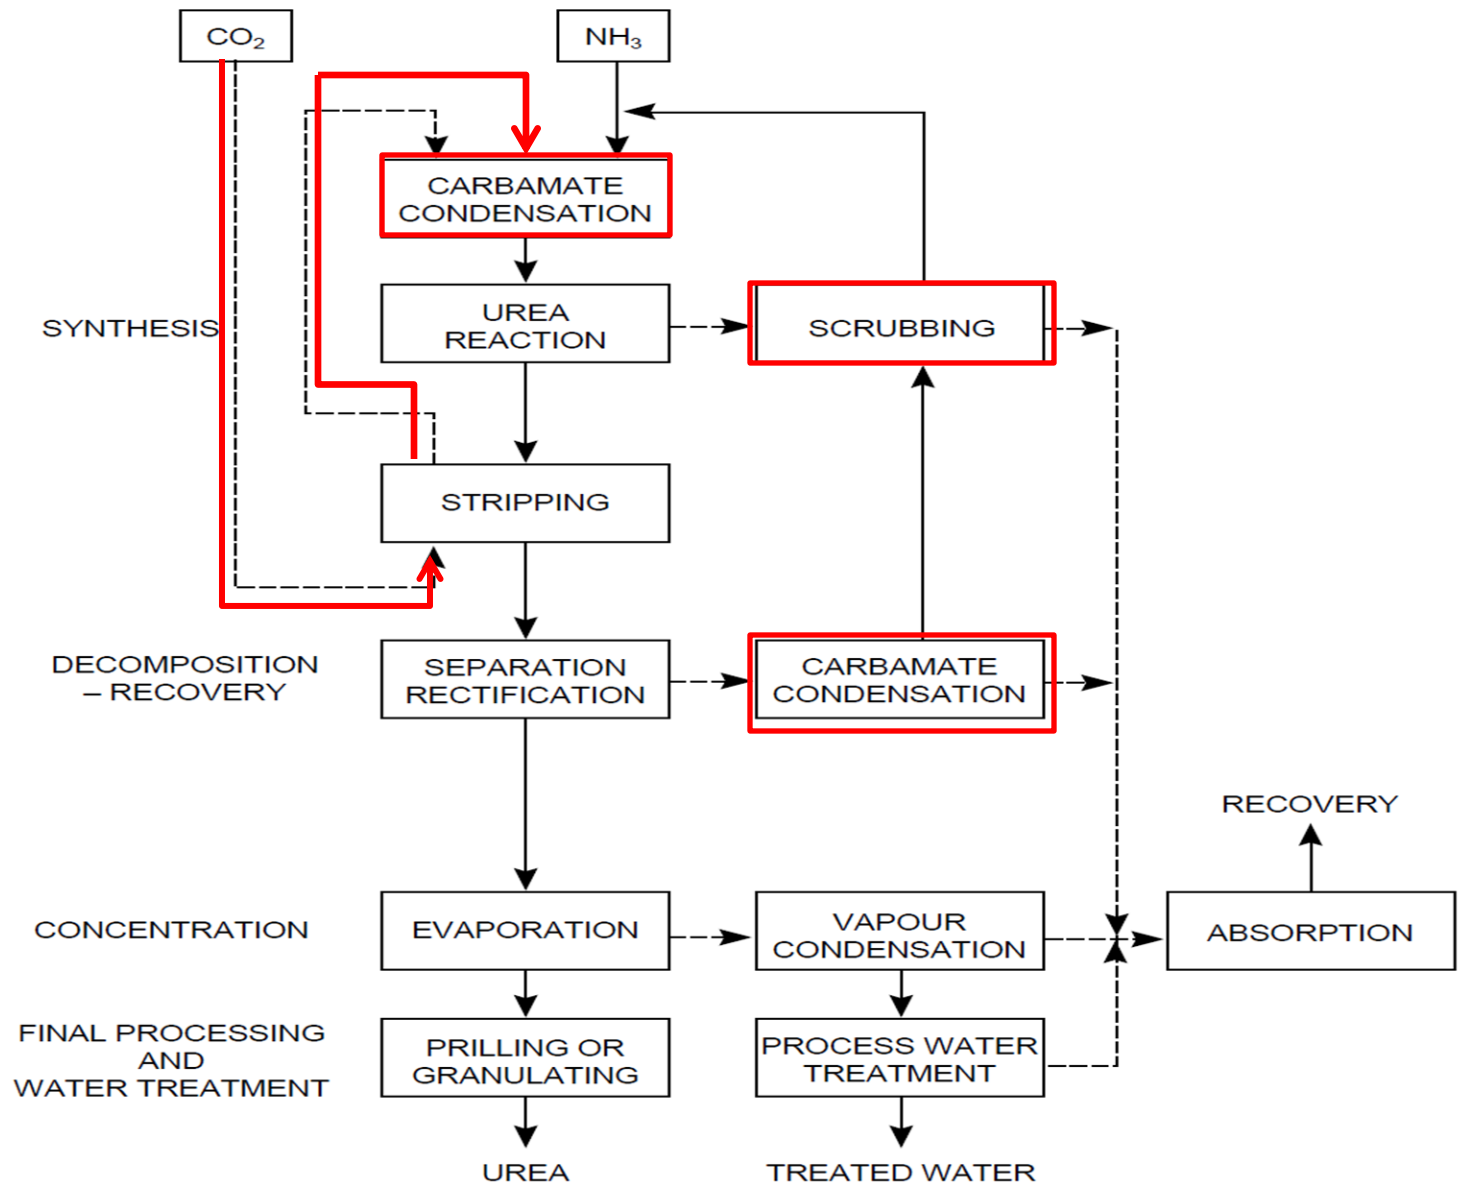 CO₂
NH₃
CARBAMATE
CONDENSATION
SYNTHESIS
UREA
REACTION
SCRUBBING
STRIPPING
DECOMPOSITION
– RECOVERY
SEPARATION
RECTIFICATION
CARBAMATE
CONDENSATION
RECOVERY
CONCENTRATION
EVAPORATION
VAPOUR
CONDENSATION
ABSORPTION
FINAL PROCESSING
AND
WATER TREATMENT
PRILLING OR
GRANULATING
PROCESS WATER
TREATMENT
UREA
TREATED WATER